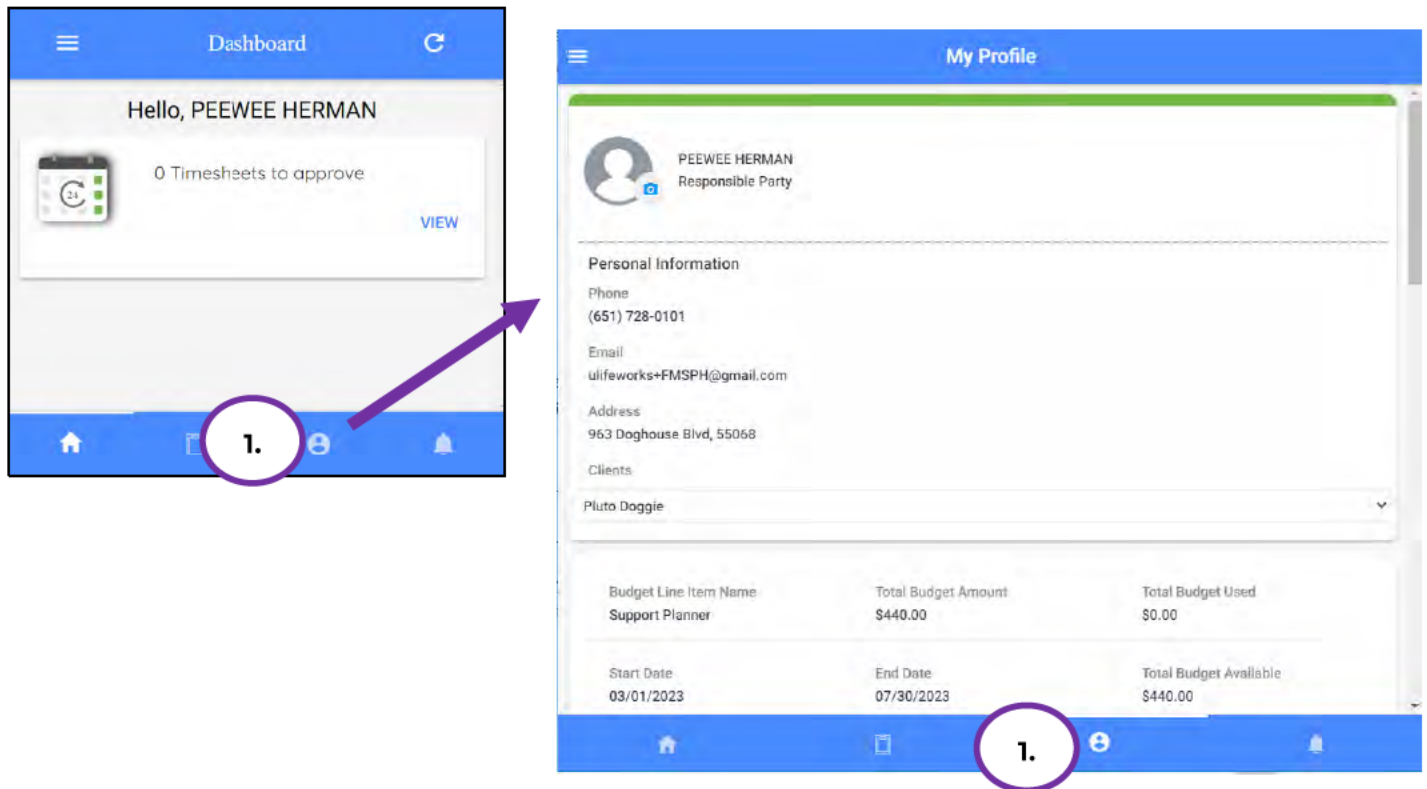 Dashboard
Hello, PEEWEE HERMAN
24
0 Timesheets to approve
VIEW
1.
My Profile
PEEWEE HERMAN
Responsible Party
Personal Information
Phone
(651) 728-0101
Email
ulifeworks+FMSPH@gmail.com
Address
963 Doghouse Blvd, 55068
Clients
Pluto Doggie
Budget Line Item Name Total Budget Amount Total Budget Used
Support Planner $440.00 $0.00
Start Date End Date Total Budget Available
03/01/2023 07/30/2023 $440.00
1.